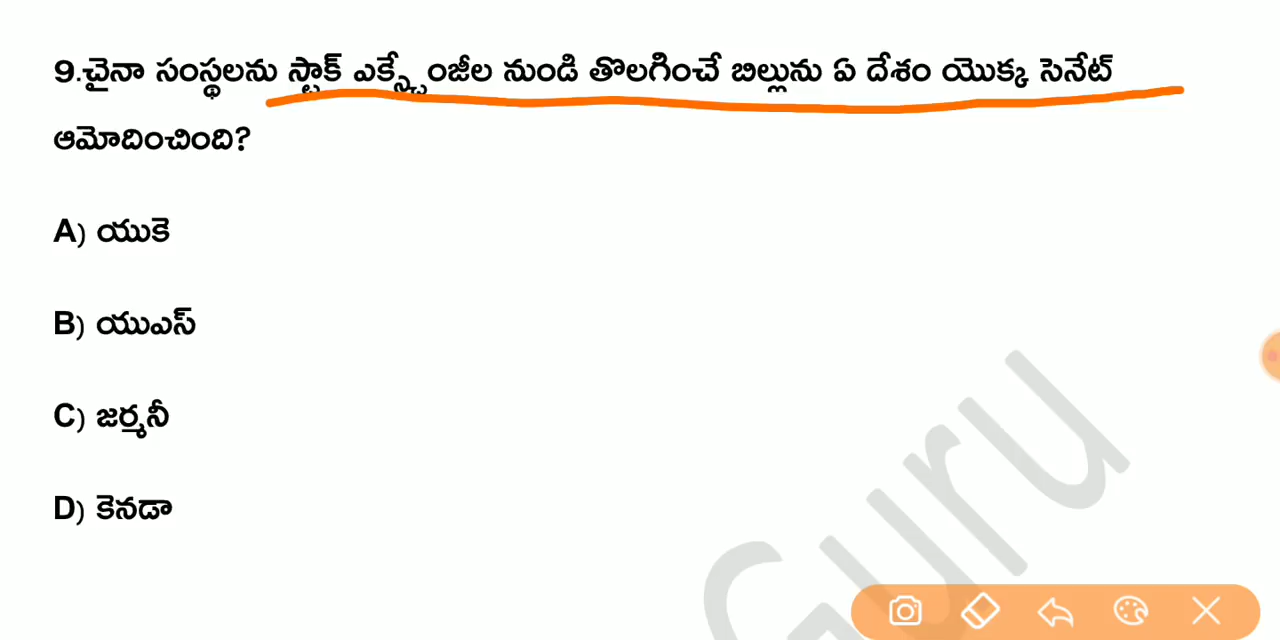 9.చైనా సంస్థలను స్టాక్ ఎక్స్ఛేంజీల నుండి తొలగించే బిల్లును ఏ దేశం యొక్క సెనేట్
ఆమోదించింది?
A) యుకె
B) యుఎస్
C) జర్మనీ
D) కెనడా
Guru